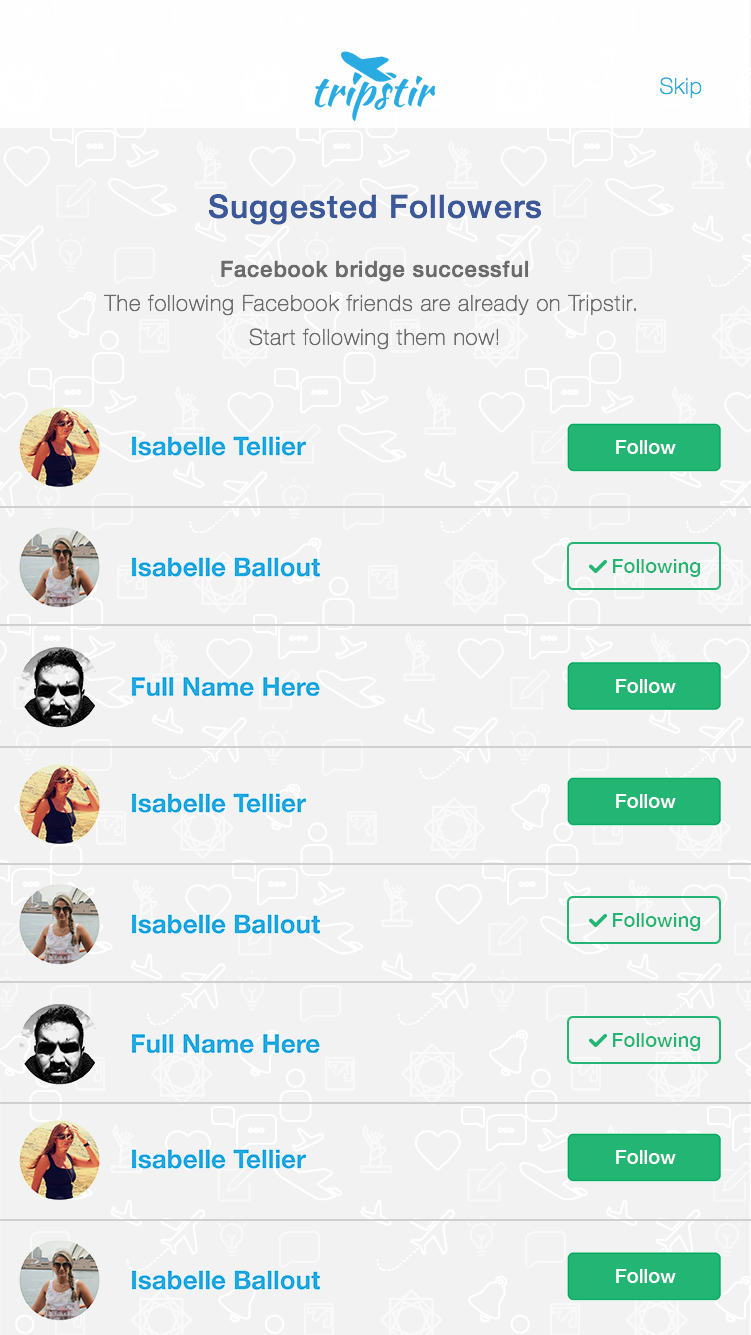 tripstir
Skip
Suggested Followers
Facebook bridge successful
The following Facebook friends are already on Tripstir.
Start following them now!
Isabelle Tellier
Follow
Isabelle Ballout
Following
Full Name Here
Follow
Isabelle Tellier
Follow
Isabelle Ballout
Following
Full Name Here
Following
Isabelle Tellier
Follow
Isabelle Ballout
Follow